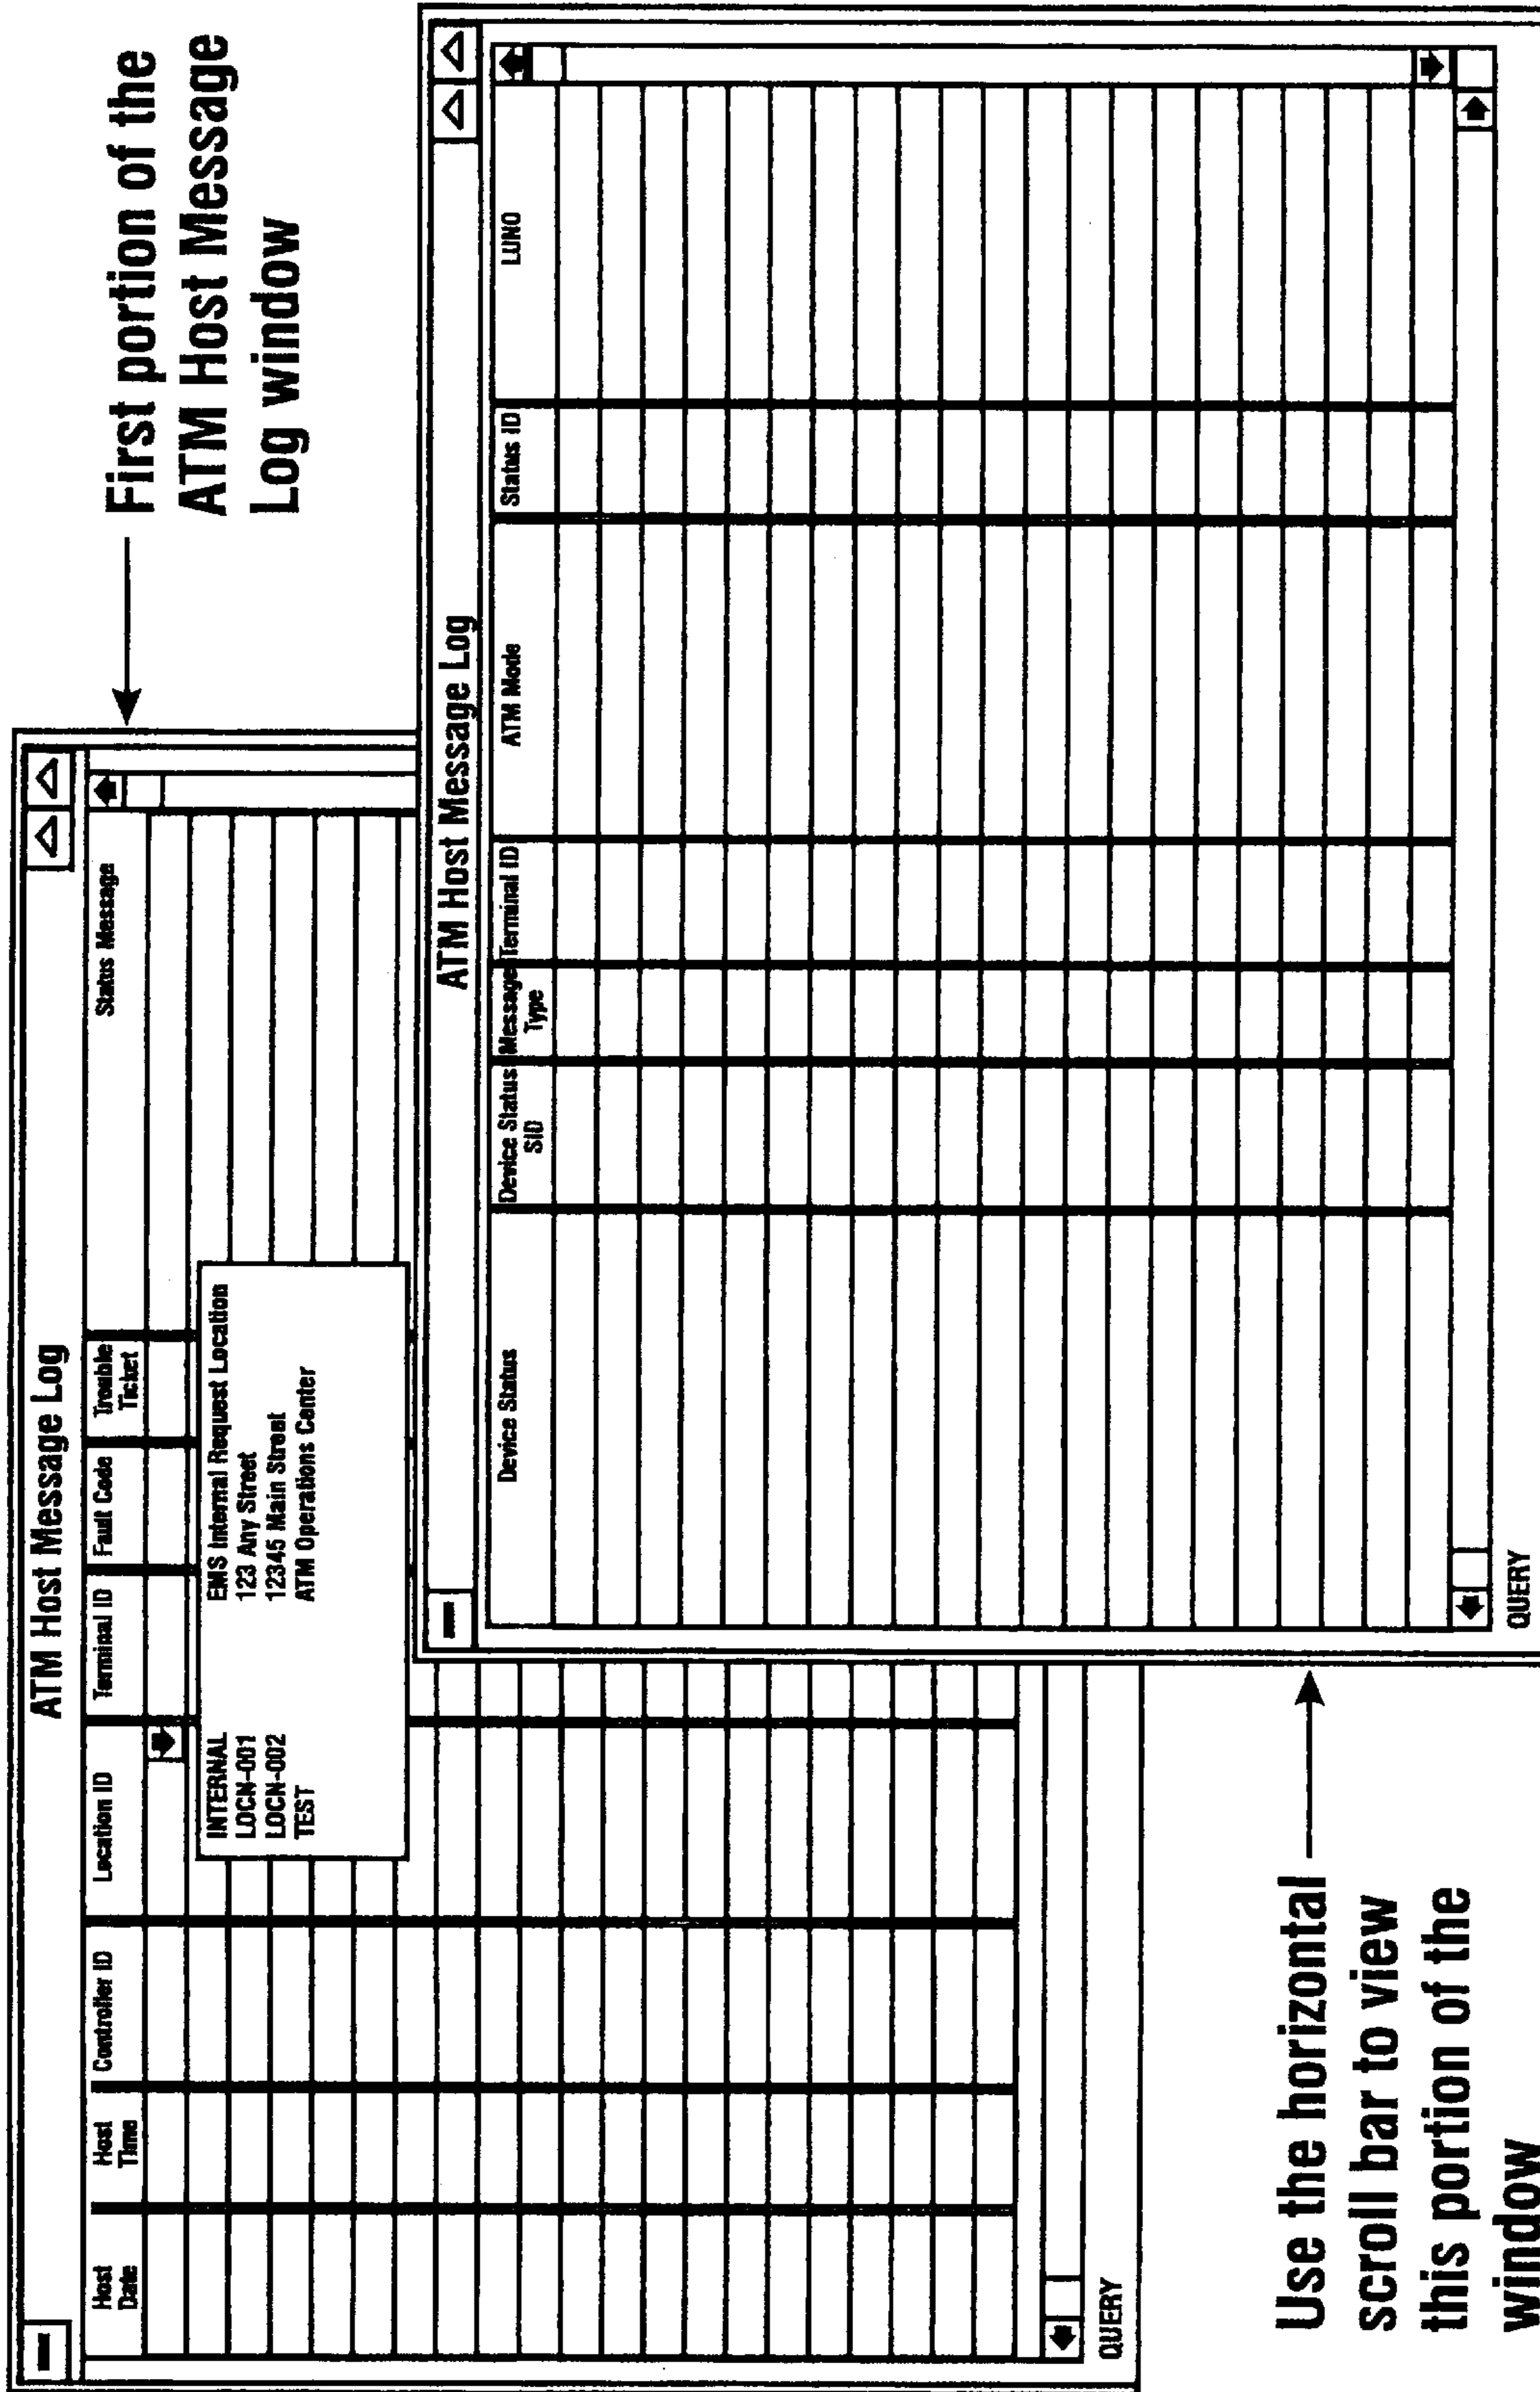 First portion of the
ATM Host Message
Log window
ATM Host Message Log
Host
Date
Host
Time
Controller ID
Location ID
Terminal ID
Fault Code
Trouble
Ticket
Status Message
INTERNAL EMS Internal Request Location
LOCN-001 123 Any Street
LOCN-002 12345 Main Street
TEST ATM Operations Center
QUERY
ATM Host Message Log
Device Status
Device Status
SID
Message
Type
Terminal ID
ATM Mode
Status ID
LUNO
QUERY
Use the horizontal
scroll bar to view
this portion of the
window